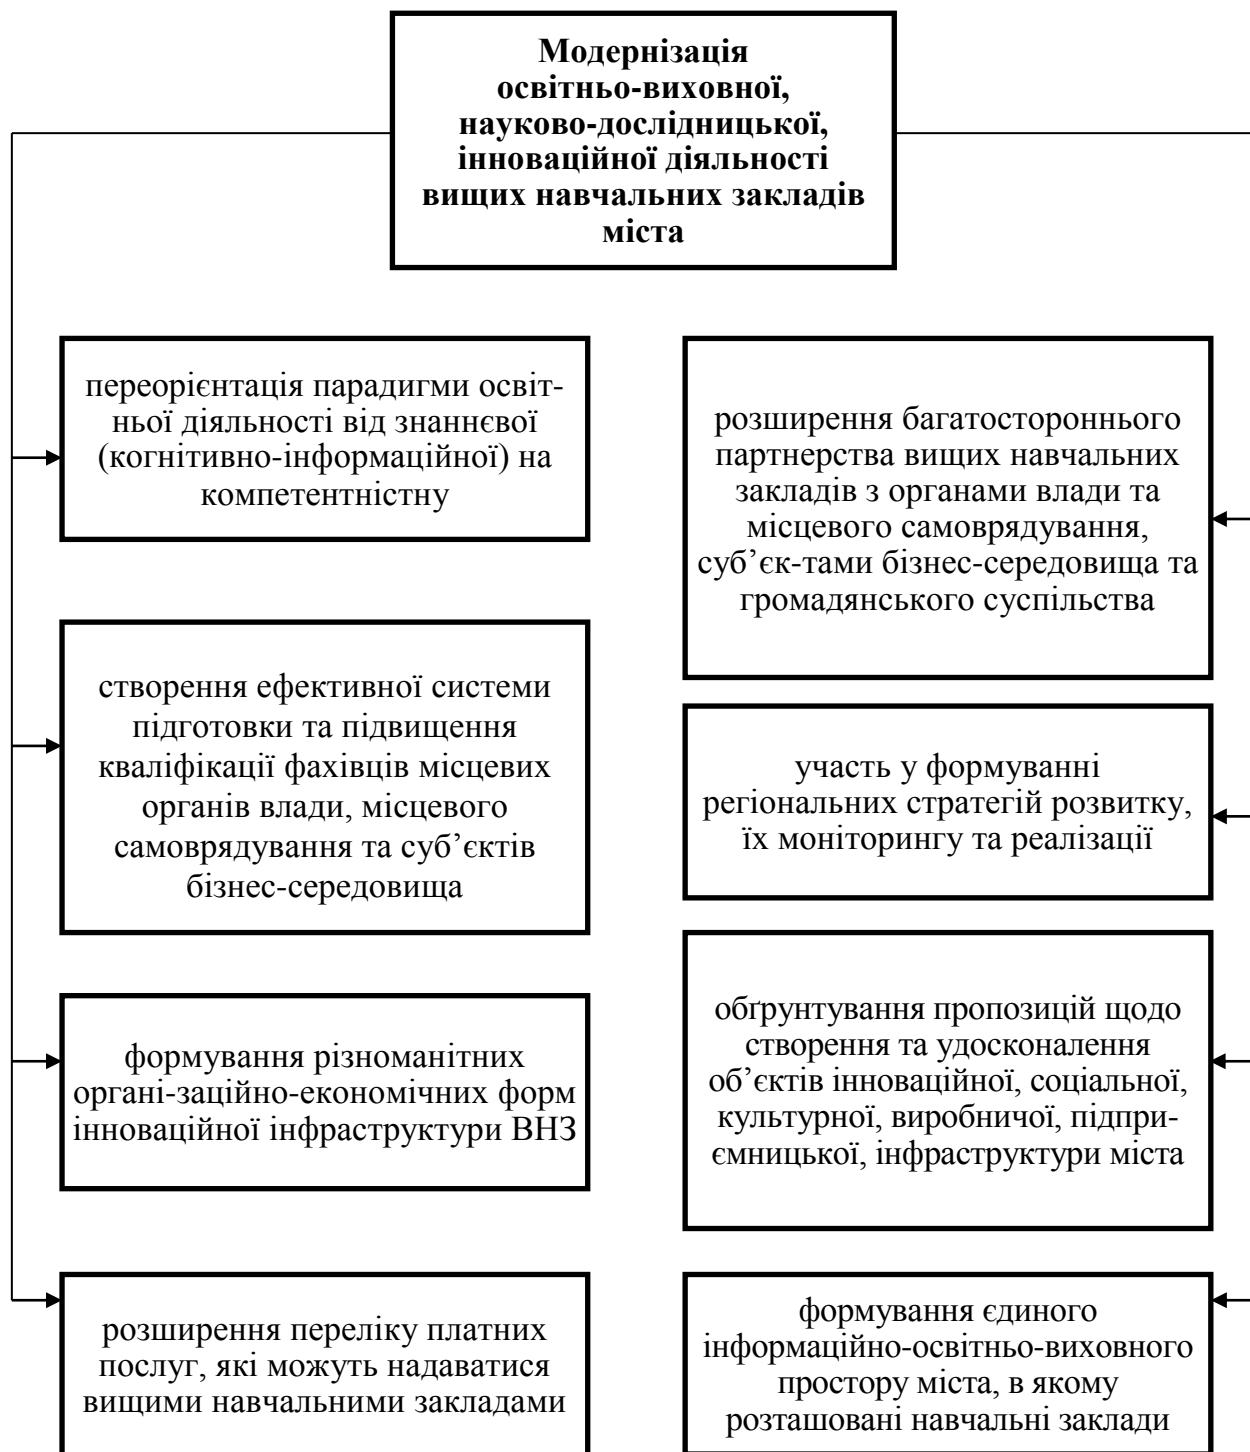 Модернізація
освітньо-виховної,
науково-дослідницької,
інноваційної діяльності
вищих навчальних закладів
міста
переорієнтація парадигми освіт-
ньої діяльності від знаннєвої
(когнітивно-інформаційної) на
компетентністну
створення ефективної системи
підготовки та підвищення
кваліфікації фахівців місцевих
органів влади, місцевого
самоврядування та суб’єктів
бізнес-середовища
формування різноманітних
органі-заційно-економічних форм
інноваційної інфраструктури ВНЗ
розширення переліку платних
послуг, які можуть надаватися
вищими навчальними закладами
розширення багатостороннього
партнерства вищих навчальних
закладів з органами влади та
місцевого самоврядування,
суб’єк-тами бізнес-середовища та
громадянського суспільства
участь у формуванні
регіональних стратегій розвитку,
їх моніторингу та реалізації
обґрунтування пропозицій щодо
створення та удосконалення
об’єктів інноваційної, соціальної,
культурної, виробничої, підпри-
ємницької, інфраструктури міста
формування єдиного
інформаційно-освітньо-виховного
простору міста, в якому
розташовані навчальні заклади